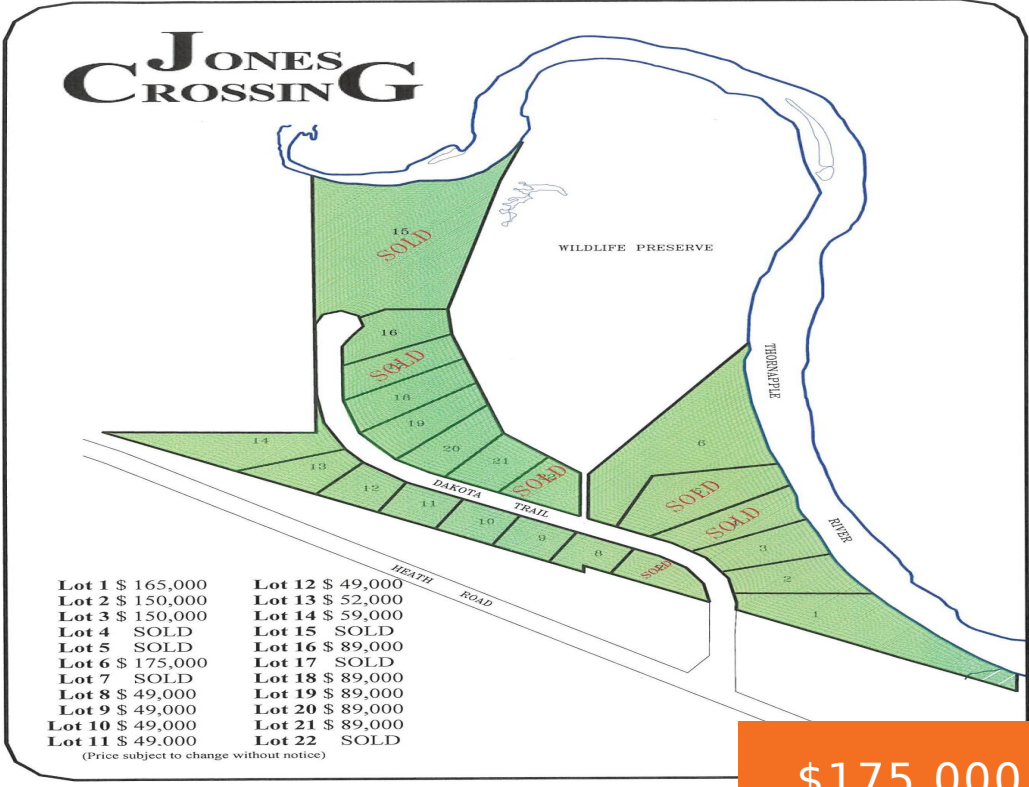 JONES
CROSSING
15
SOLD
WILDLIFE PRESERVE
16
SOLD
18
19
20
21
SOLD
14
13
12
11
10
9
8
SOLD
DAKOTA
TRAIL
THORNAPPLE
RIVER
6
SOLD
SOLD
3
2
1
HEATH
ROAD
Lot 1 $ 165,000
Lot 2 $ 150,000
Lot 3 $ 150,000
Lot 4 SOLD
Lot 5 SOLD
Lot 6 $ 175,000
Lot 7 SOLD
Lot 8 $ 49,000
Lot 9 $ 49,000
Lot 10 $ 49,000
Lot 11 $ 49.000
Lot 12 $ 49,000
Lot 13 $ 52,000
Lot 14 $ 59,000
Lot 15 SOLD
Lot 16 $ 89,000
Lot 17 SOLD
Lot 18 $ 89,000
Lot 19 $ 89,000
Lot 20 $ 89,000
Lot 21 $ 89,000
Lot 22 SOLD
(Price subject to change without notice)
$175,000